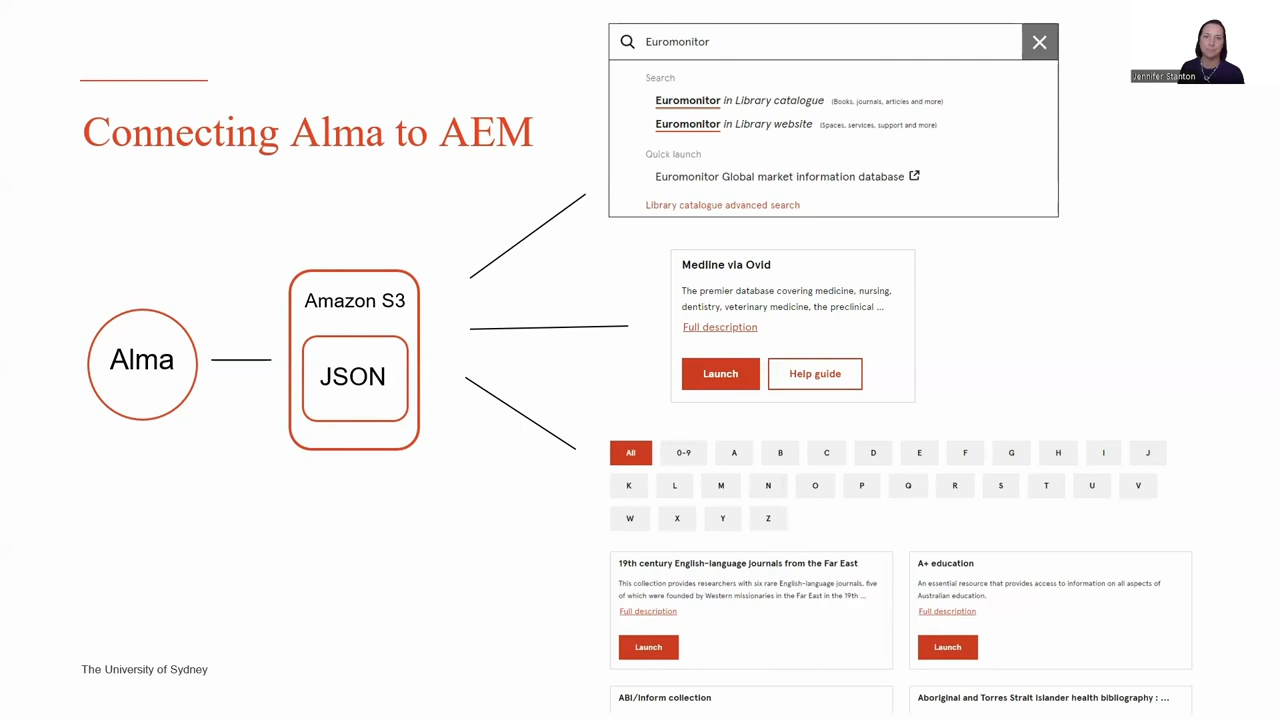 Connecting Alma to AEM
Alma
Amazon S3
JSON
Euromonitor
Search
Euromonitor in Library catalogue (Books, journals, articles and more)
Euromonitor in Library website (Spaces, services, support and more)
Quick launch
Euromonitor Global market information database
Library catalogue advanced search
Jennifer Stanton
Medline via Ovid
The premier database covering medicine, nursing,
dentistry, veterinary medicine, the preclinical ...
Full description
Launch Help guide
All 0-9 A B C D E F G H I J
K L M N O P Q R S T U V
W X Y Z
19th century English-language journals from the Far East
This collection provides researchers with six rare English-language journals, five
of which were founded by Western missionaries in the Far East in the 19th ...
Full description
Launch
A+ education
An essential resource that provides access to information on all aspects of
Australian education.
Full description
Launch
ABI/Inform collection
Aboriginal and Torres Strait Islander health bibliography : ...
The University of Sydney